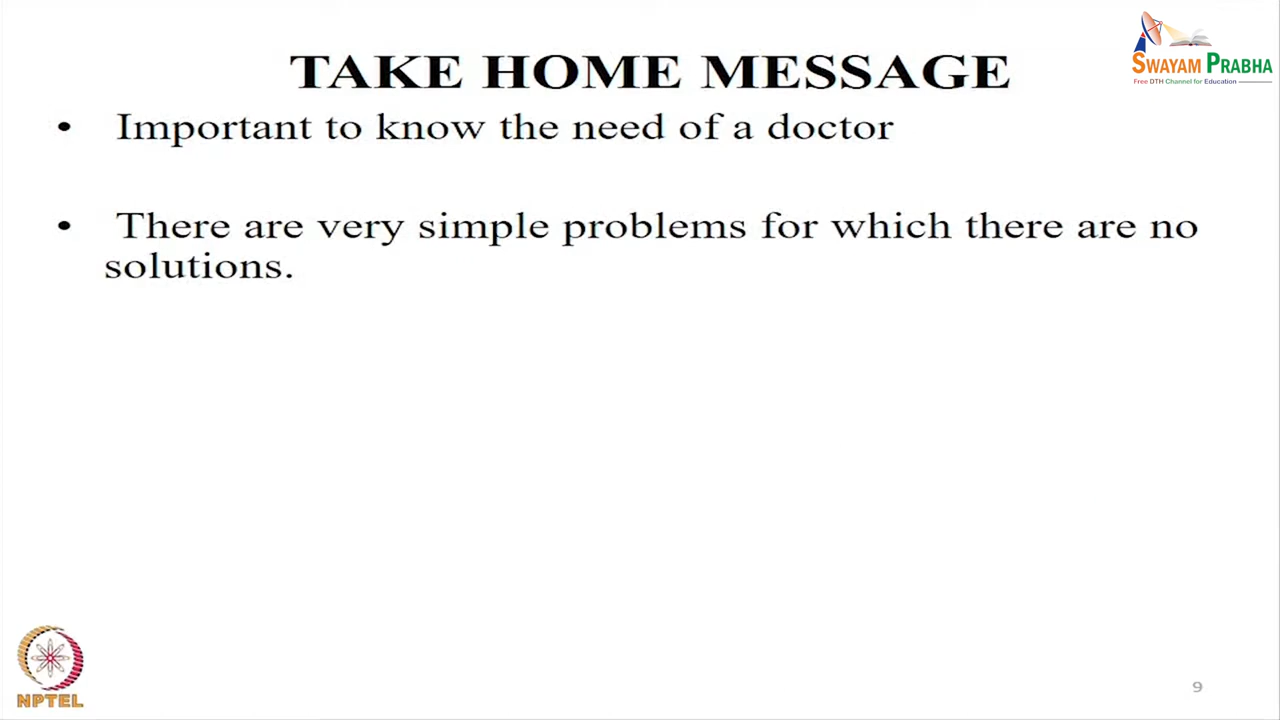 SWAYAM PRABHA
Free DTH Channel for Education
TAKE HOME MESSAGE
• Important to know the need of a doctor
• There are very simple problems for which there are no
solutions.
NPTEL
9